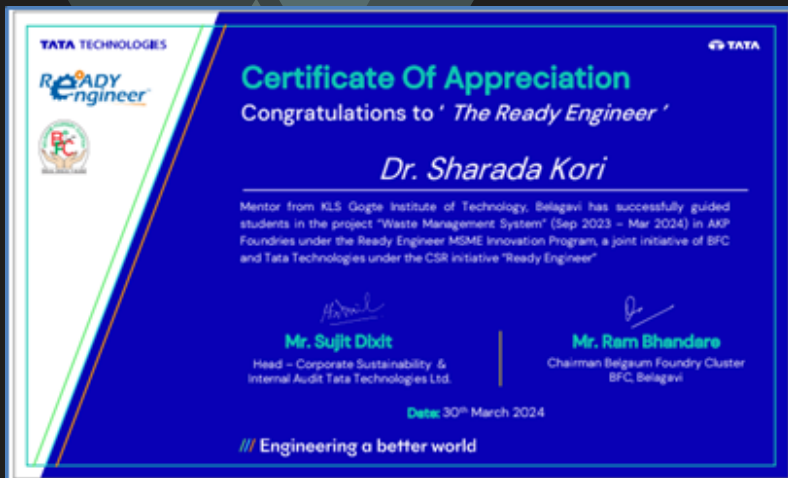 TATA TECHNOLOGIES
TATA
ReADY
engineer
BFC
Certificate Of Appreciation
Congratulations to ‘ The Ready Engineer ’
Dr. Sharada Kori
Mentor from KLS Gogte Institute of Technology, Belagavi has successfully guided
students in the project “Waste Management System” (Sep 2023 – Mar 2024) in AKP
Foundries under the Ready Engineer MSME Innovation Program, a joint initiative of BFC
and Tata Technologies under the CSR initiative “Ready Engineer”
Mr. Sujit Dixit
Head – Corporate Sustainability &
Internal Audit Tata Technologies Ltd.
Mr. Ram Bhandare
Chairman Belgaum Foundry Cluster
BFC, Belagavi
Date: 30th March 2024
/// Engineering a better world